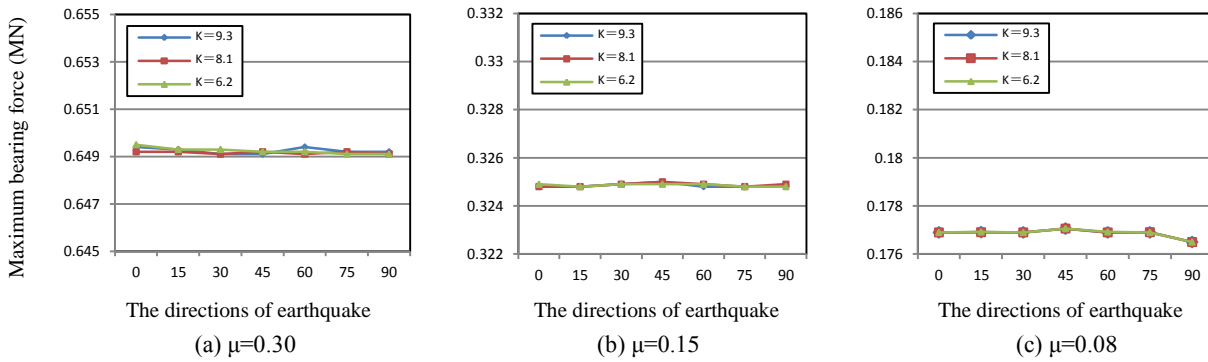 Maximum bearing force (MN)
0.655
0.653
0.651
0.649
0.647
0.645
K=9.3
K=8.1
K=6.2
0 15 30 45 60 75 90
The directions of earthquake
(a) μ=0.30
0.332
0.33
0.328
0.326
0.324
0.322
K=9.3
K=8.1
K=6.2
0 15 30 45 60 75 90
The directions of earthquake
(b) μ=0.15
0.186
0.184
0.182
0.18
0.178
0.176
K=9.3
K=8.1
K=6.2
0 15 30 45 60 75 90
The directions of earthquake
(c) μ=0.08